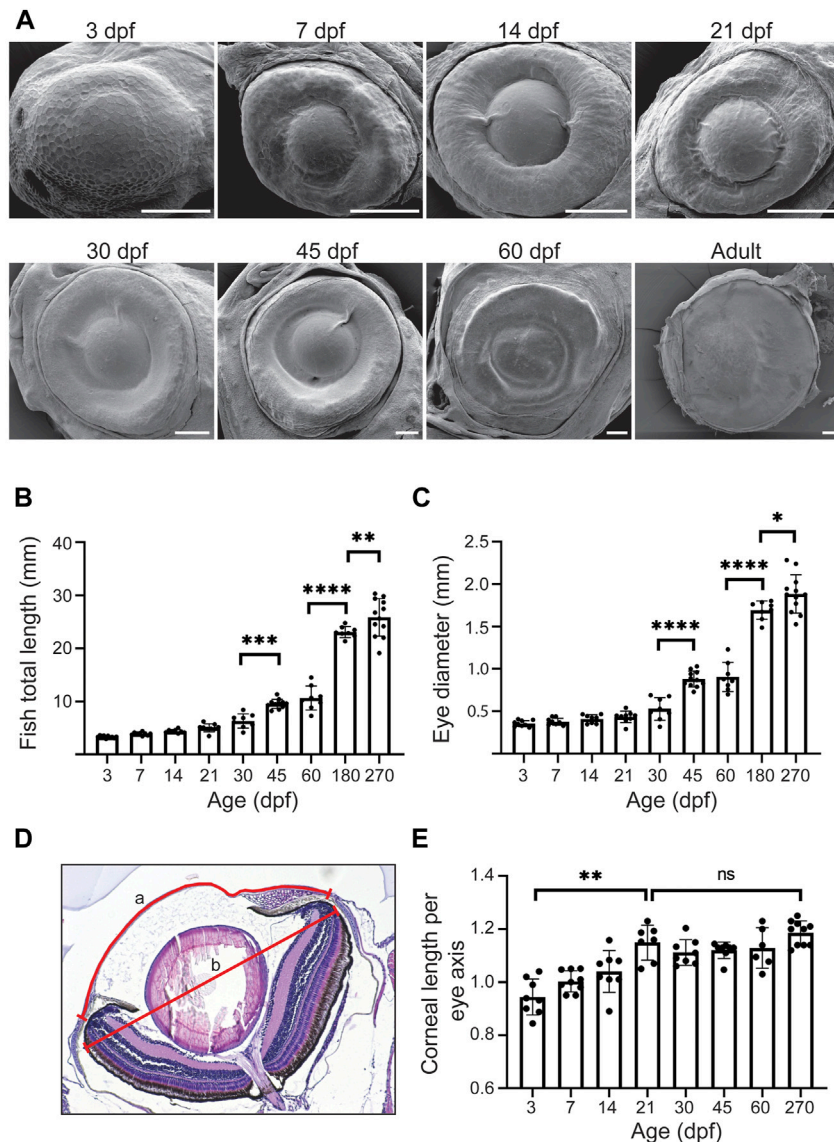 A
3 dpf 7 dpf 14 dpf 21 dpf
30 dpf 45 dpf 60 dpf Adult
B
Fish total length (mm)
40
30
20
10
***
****
**
3 7 14 21 30 45 60 180 270
Age (dpf)
C
Eye diameter (mm)
2.5
2.0
1.5
1.0
0.5
****
****
*
3 7 14 21 30 45 60 180 270
Age (dpf)
D
a
b
E
Corneal length per
eye axis
1.4
1.2
1.0
0.8
0.6
**
ns
3 7 14 21 30 45 60 270
Age (dpf)